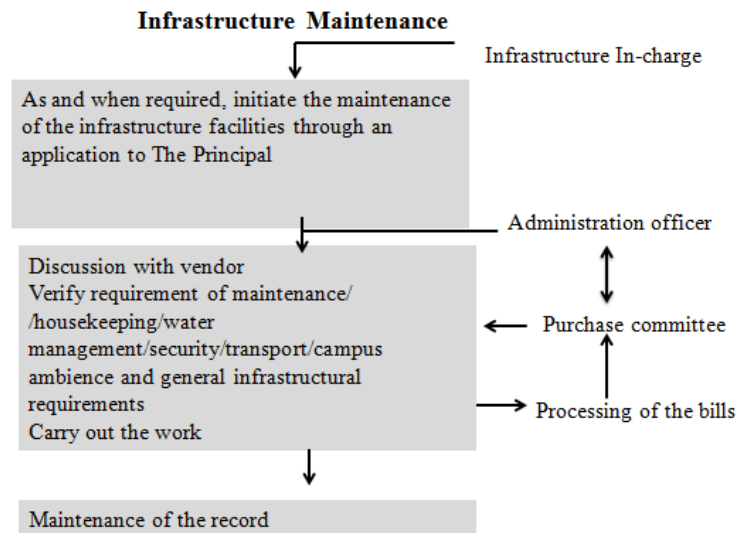 Infrastructure Maintenance
Infrastructure In-charge
As and when required, initiate the maintenance
of the infrastructure facilities through an
application to The Principal
Administration officer
Discussion with vendor
Verify requirement of maintenance/
/housekeeping/water
management/security/transport/campus
ambience and general infrastructural
requirements
Carry out the work
Purchase committee
Processing of the bills
Maintenance of the record